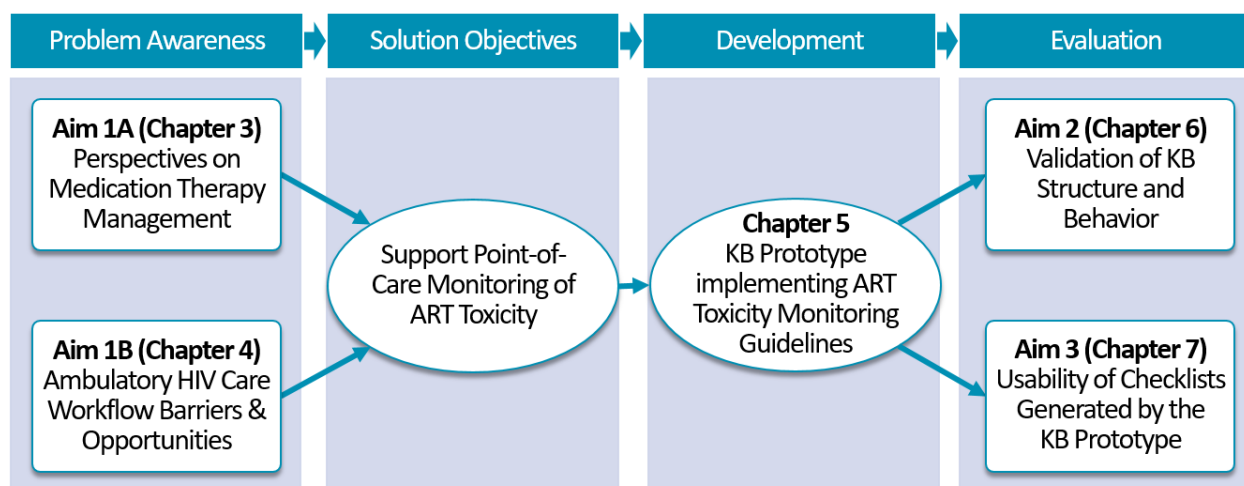 Problem Awareness
Solution Objectives
Development
Evaluation
Aim 1A (Chapter 3)
Perspectives on
Medication Therapy
Management
Aim 1B (Chapter 4)
Ambulatory HIV Care
Workflow Barriers &
Opportunities
Support Point-of-
Care Monitoring of
ART Toxicity
Chapter 5
KB Prototype
implementing ART
Toxicity Monitoring
Guidelines
Aim 2 (Chapter 6)
Validation of KB
Structure and
Behavior
Aim 3 (Chapter 7)
Usability of Checklists
Generated by the
KB Prototype